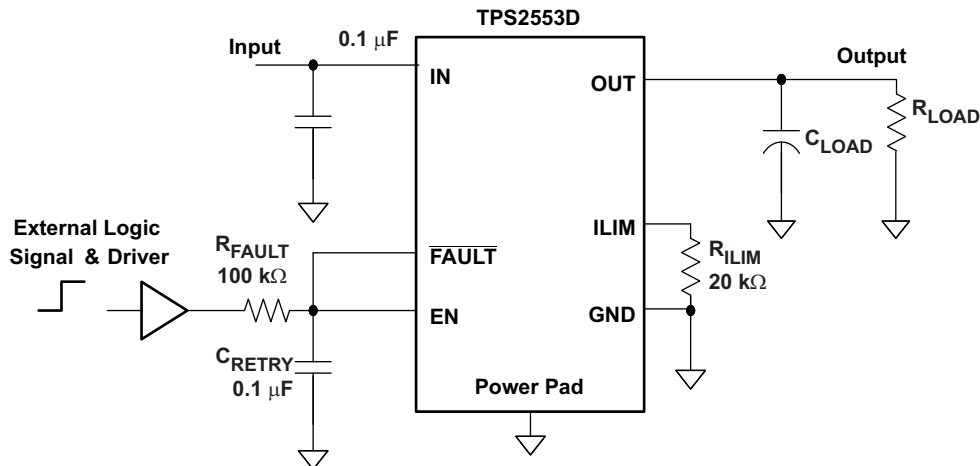 TPS2553D
Input
0.1 μF
IN
OUT
Output
R_LOAD
C_LOAD
External Logic
Signal & Driver
R_FAULT
100 kΩ
F̅A̅U̅L̅T̅
ILIM
R_ILIM
20 kΩ
EN
GND
C_RETRY
0.1 μF
Power Pad